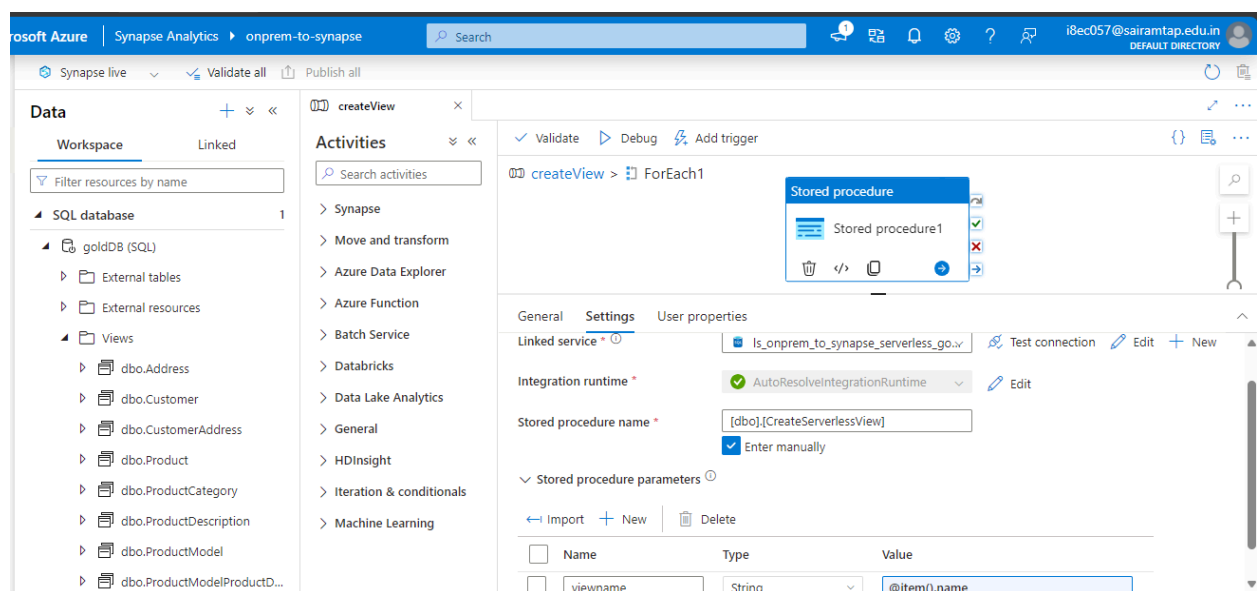 rosoft Azure
Synapse Analytics
onprem-to-synapse
Search
1
i8ec057@sairamtap.edu.in
DEFAULT DIRECTORY
Synapse live
Validate all
Publish all
Data
Workspace
Linked
Filter resources by name
SQL database
1
goldDB (SQL)
External tables
External resources
Views
dbo.Address
dbo.Customer
dbo.CustomerAddress
dbo.Product
dbo.ProductCategory
dbo.ProductDescription
dbo.ProductModel
dbo.ProductModelProductD...
createView
Activities
Search activities
Synapse
Move and transform
Azure Data Explorer
Azure Function
Batch Service
Databricks
Data Lake Analytics
General
HDInsight
Iteration & conditionals
Machine Learning
Validate
Debug
Add trigger
createView > ForEach1
Stored procedure
Stored procedure1
General
Settings
User properties
Linked service *
ls_onprem_to_synapse_serverless_go...
Test connection
Edit
New
Integration runtime *
AutoResolveIntegrationRuntime
Edit
Stored procedure name *
[dbo].[CreateServerlessView]
Enter manually
Stored procedure parameters
Import
New
Delete
Name
Type
Value
viewname
String
@item().name